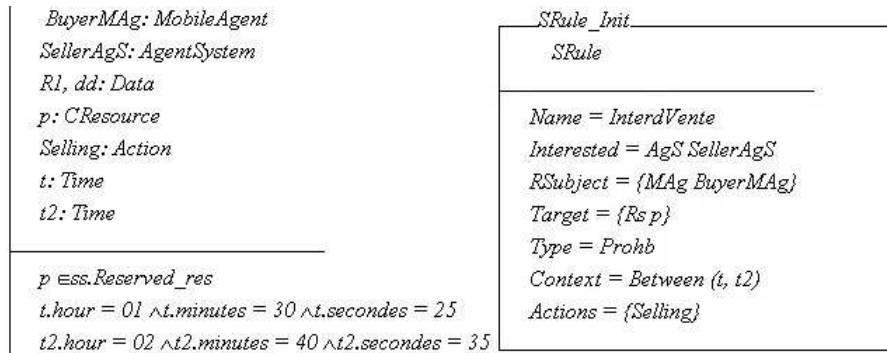 BuyerMAg: MobileAgent
SellerAgS: AgentSystem
R1, dd: Data
p: CResource
Selling: Action
t: Time
t2: Time
p ∈ss.Reserved_res
t.hour = 01 ∧t.minutes = 30 ∧t.secondes = 25
t2.hour = 02 ∧t2.minutes = 40 ∧t2.secondes = 35
SRule_Init
SRule
Name = InterdVente
Interested = AgS SellerAgS
RSubject = {MAg BuyerMAg}
Target = {Rs p}
Type = Prohb
Context = Between (t, t2)
Actions = {Selling}